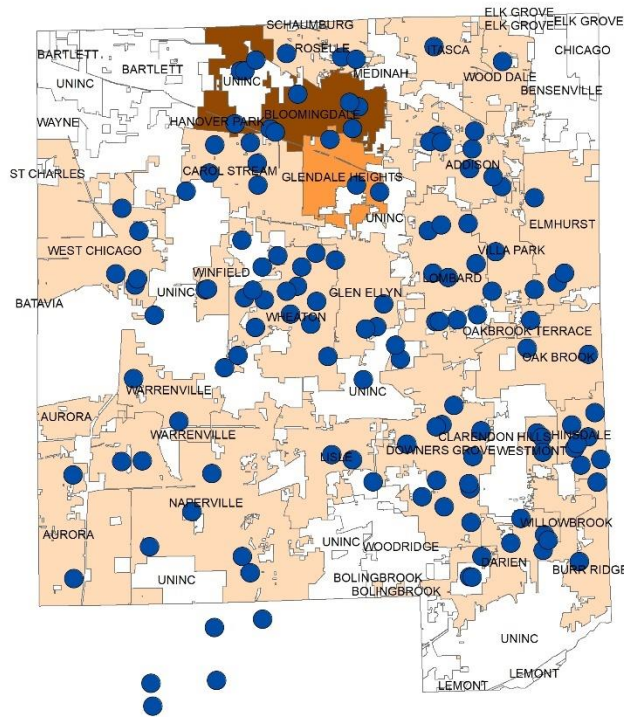 ELK GROVE
SCHAUMBURG
ELK GROVE
ELK GROVE
BARTLETT
ROSELLE
ITASCA
CHICAGO
BARTLETT
MEDINAH
UNINC
UNINC
WOOD DALE
BENSENVILLE
WAYNE
HANOVER PARK
BLOOMINGDALE
ADDISON
ST CHARLES
CAROL STREAM
GLENDALE HEIGHTS
UNINC
ELMHURST
WEST CHICAGO
VILLA PARK
WINFIELD
LOMBARD
UNINC
GLEN ELLYN
BATAVIA
WHEATON
OAKBROOK TERRACE
OAK BROOK
WARRENVILLE
UNINC
AURORA
WARRENVILLE
CLARENDON HILLS
HINSDALE
LISLE
DOWNERS GROVE
WESTMONT
NAPERVILLE
WILLOWBROOK
AURORA
UNINC
WOODRIDGE
DARIEN
BURR RIDGE
UNINC
BOLINGBROOK
BOLINGBROOK
UNINC
LEMONT
LEMONT